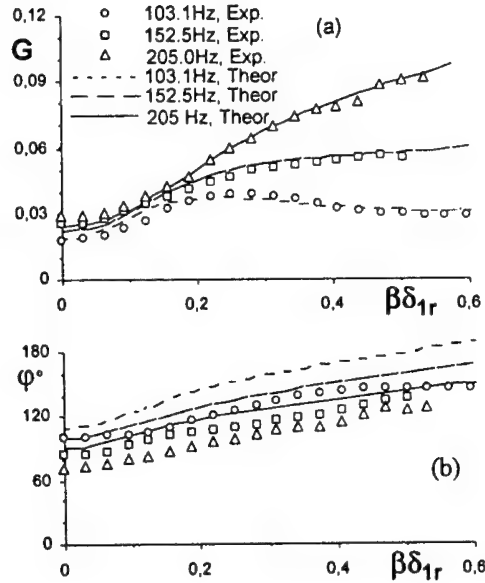 0,12
G
0,09
0,06
0,03
0
103.1Hz, Exp.
152.5Hz, Exp.
205.0Hz, Exp.
103.1Hz, Theor
152.5Hz, Theor
205 Hz, Theor
(a)
0 0,2 0,4 0,6
βδ1r
180
φ°
120
60
0
(b)
0 0,2 0,4 0,6
βδ1r